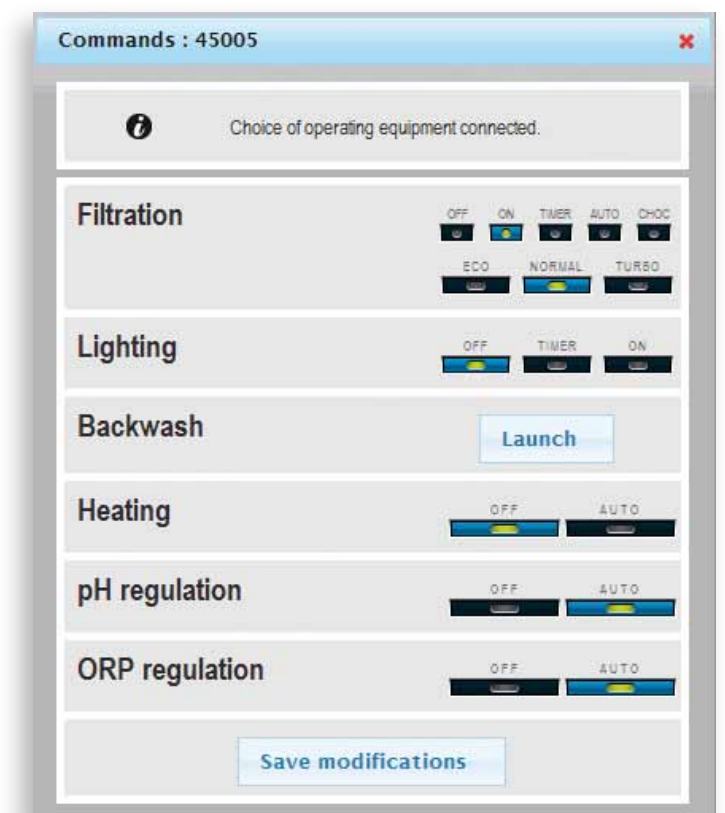 Commands : 45005
Choice of operating equipment connected.
Filtration
OFF ON TIMER AUTO CHOC
ECO NORMAL TURBO
Lighting
OFF TIMER ON
Backwash
Launch
Heating
OFF AUTO
pH regulation
OFF AUTO
ORP regulation
OFF AUTO
Save modifications